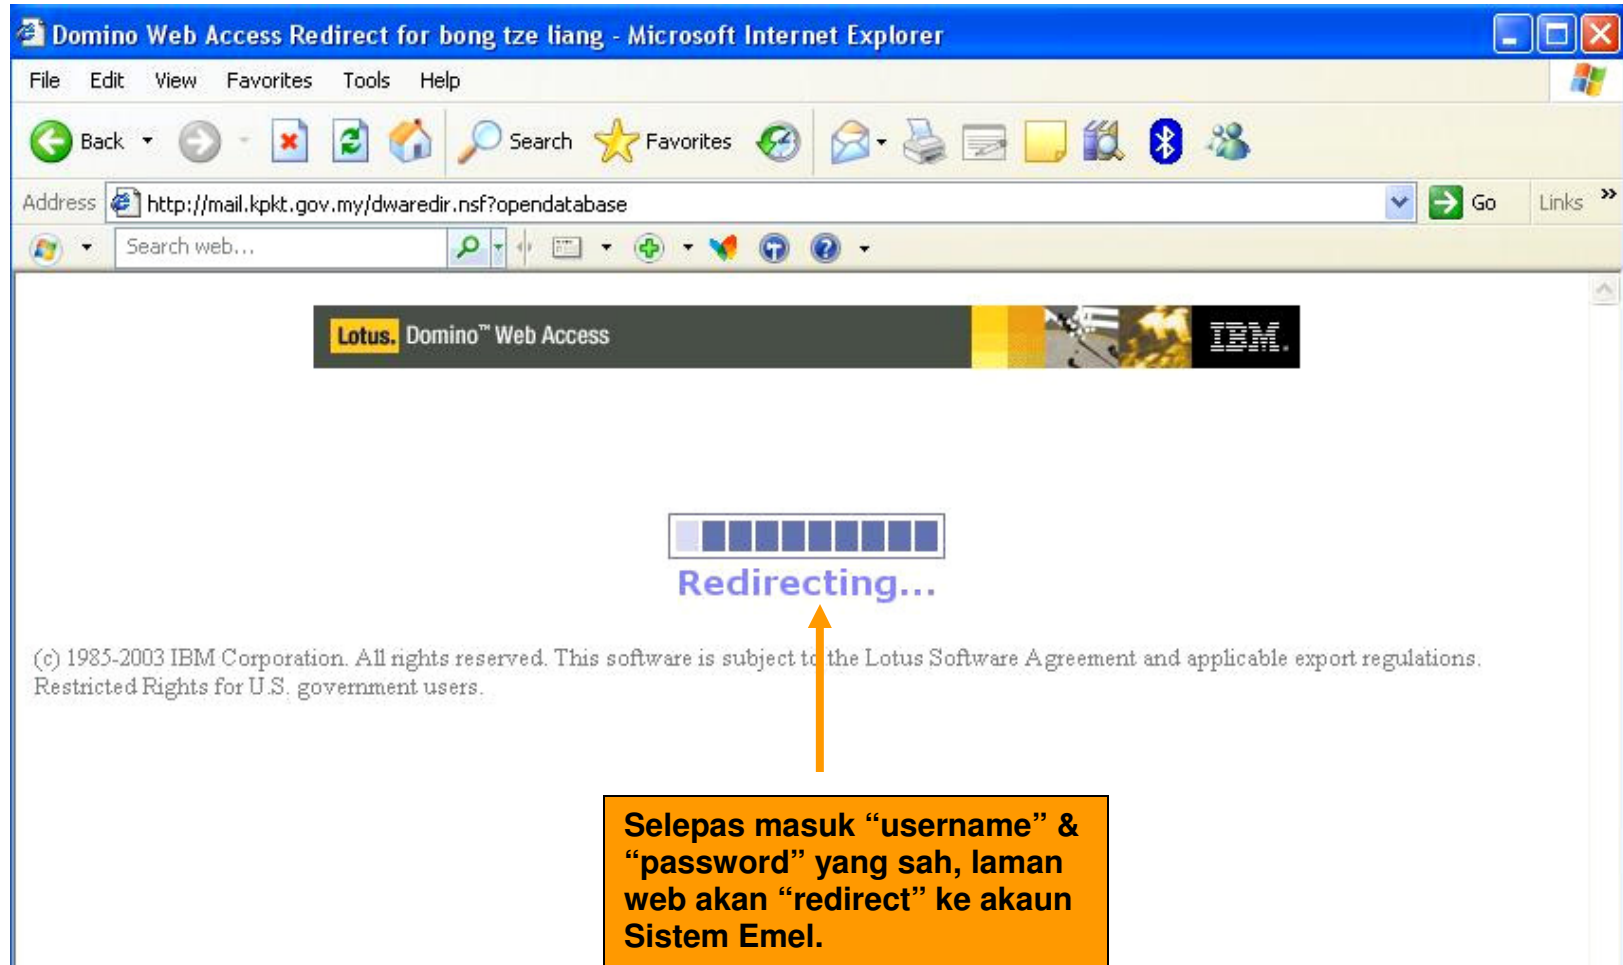 Domino Web Access Redirect for bong tze liang - Microsoft Internet Explorer
File Edit View Favorites Tools Help
Back Search Favorites
Address http://mail.kpkt.gov.my/dwaredir.nsf?opendatabase Go Links »
Search web...
Lotus. Domino™ Web Access IBM.
Redirecting...
(c) 1985-2003 IBM Corporation. All rights reserved. This software is subject to the Lotus Software Agreement and applicable export regulations.
Restricted Rights for U.S. government users.
Selepas masuk “username” &
“password” yang sah, laman
web akan “redirect” ke akaun
Sistem Emel.